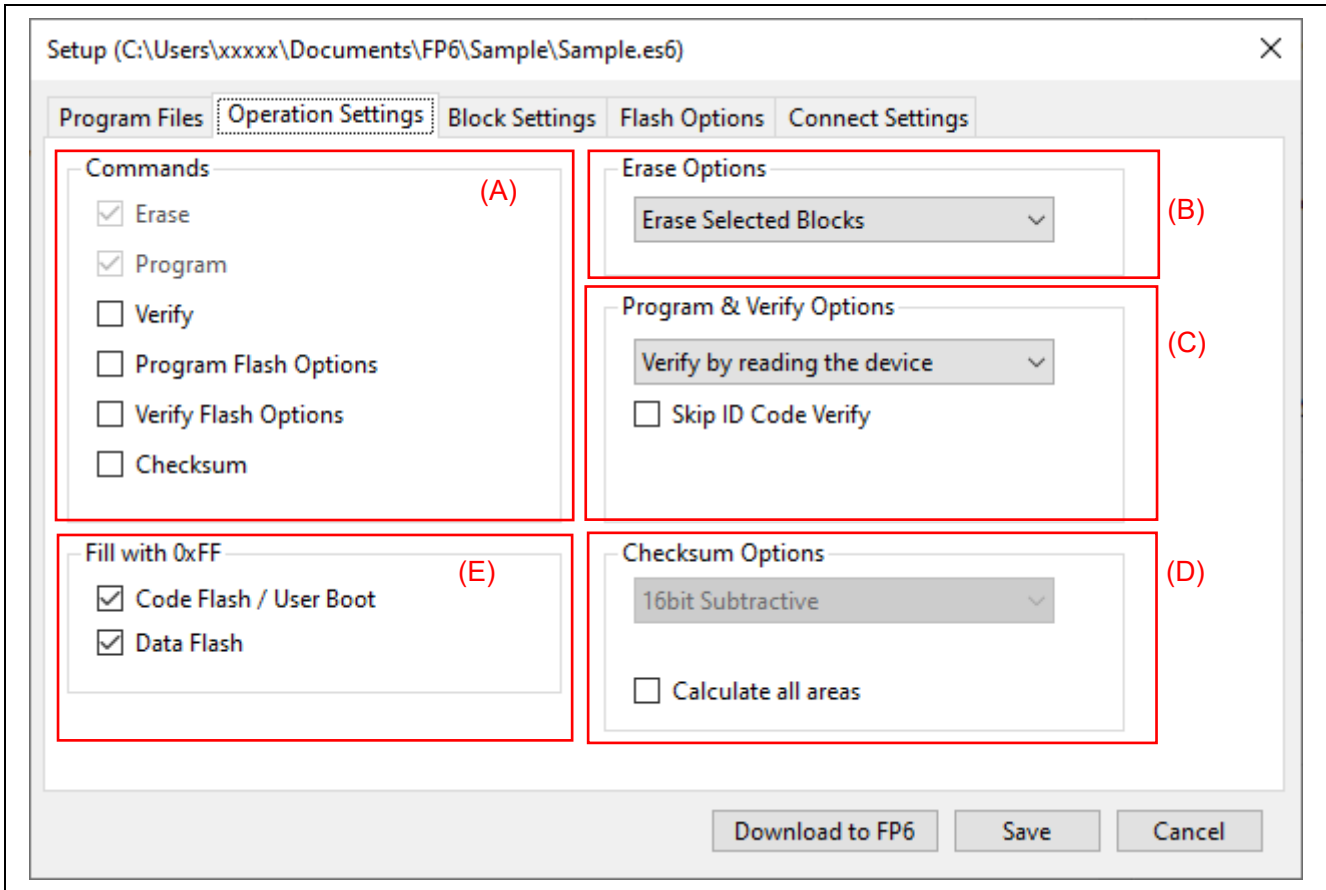 Setup (C:\Users\xxxxx\Documents\FP6\Sample\Sample.es6)
Program Files Operation Settings Block Settings Flash Options Connect Settings
Commands
(A)
Erase
Program
Verify
Program Flash Options
Verify Flash Options
Checksum
Erase Options
Erase Selected Blocks
(B)
Program & Verify Options
Verify by reading the device
(C)
Skip ID Code Verify
Fill with 0xFF
(E)
Code Flash / User Boot
Data Flash
Checksum Options
16bit Subtractive
(D)
Calculate all areas
Download to FP6 Save Cancel